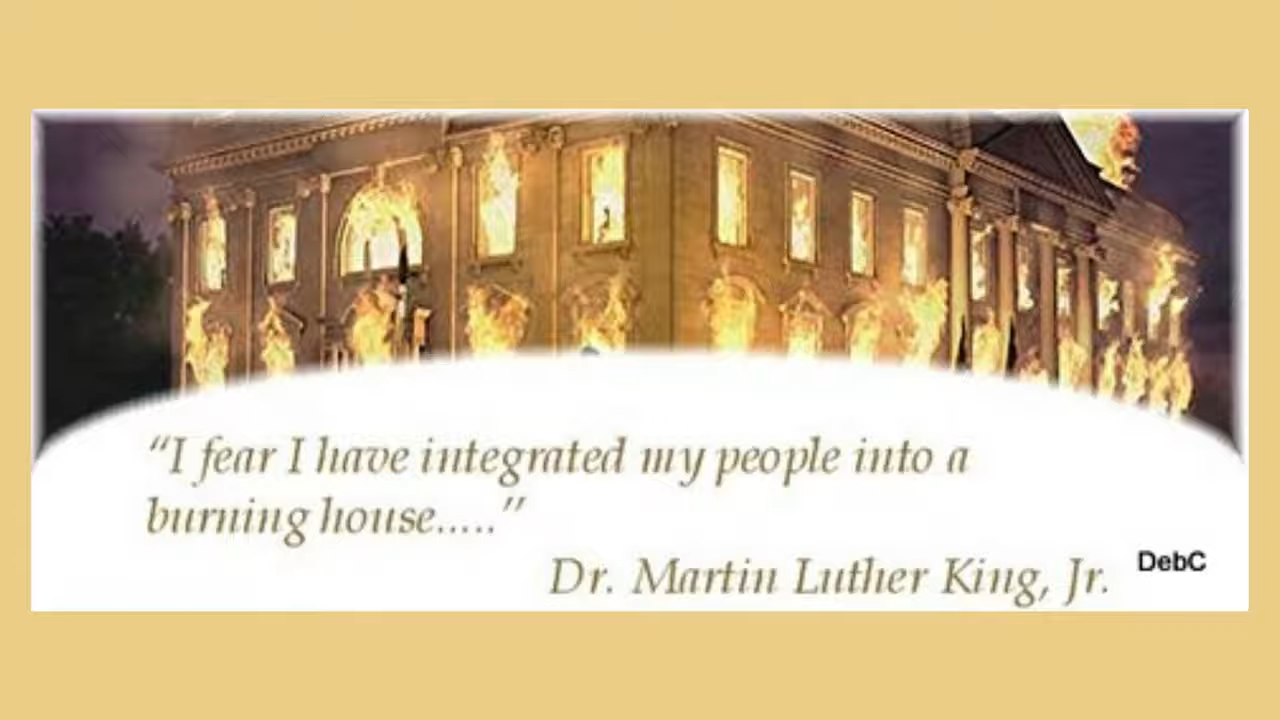 “I fear I have integrated my people into a
burning house.....”
Dr. Martin Luther King, Jr.
DebC